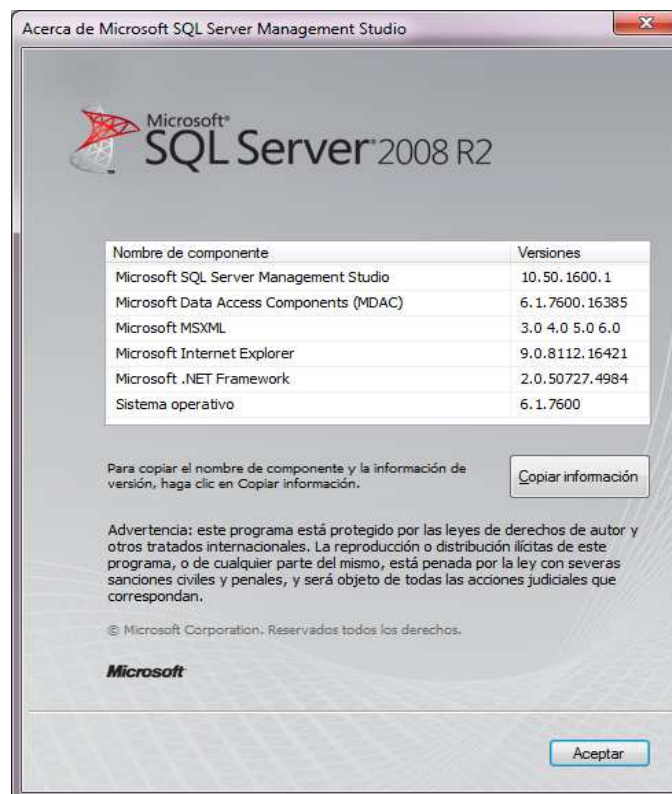 Acerca de Microsoft SQL Server Management Studio
Microsoft®
SQL Server® 2008 R2
Nombre de componente Versiones
Microsoft SQL Server Management Studio 10.50.1600.1
Microsoft Data Access Components (MDAC) 6.1.7600.16385
Microsoft MSXML 3.0 4.0 5.0 6.0
Microsoft Internet Explorer 9.0.8112.16421
Microsoft .NET Framework 2.0.50727.4984
Sistema operativo 6.1.7600
Para copiar el nombre de componente y la información de
versión, haga clic en Copiar información.
Copiar información
Advertencia: este programa está protegido por las leyes de derechos de autor y
otros tratados internacionales. La reproducción o distribución ilícitas de este
programa, o de cualquier parte del mismo, está penada por la ley con severas
sanciones civiles y penales, y será objeto de todas las acciones judiciales que
correspondan.
© Microsoft Corporation. Reservados todos los derechos.
Microsoft
Aceptar